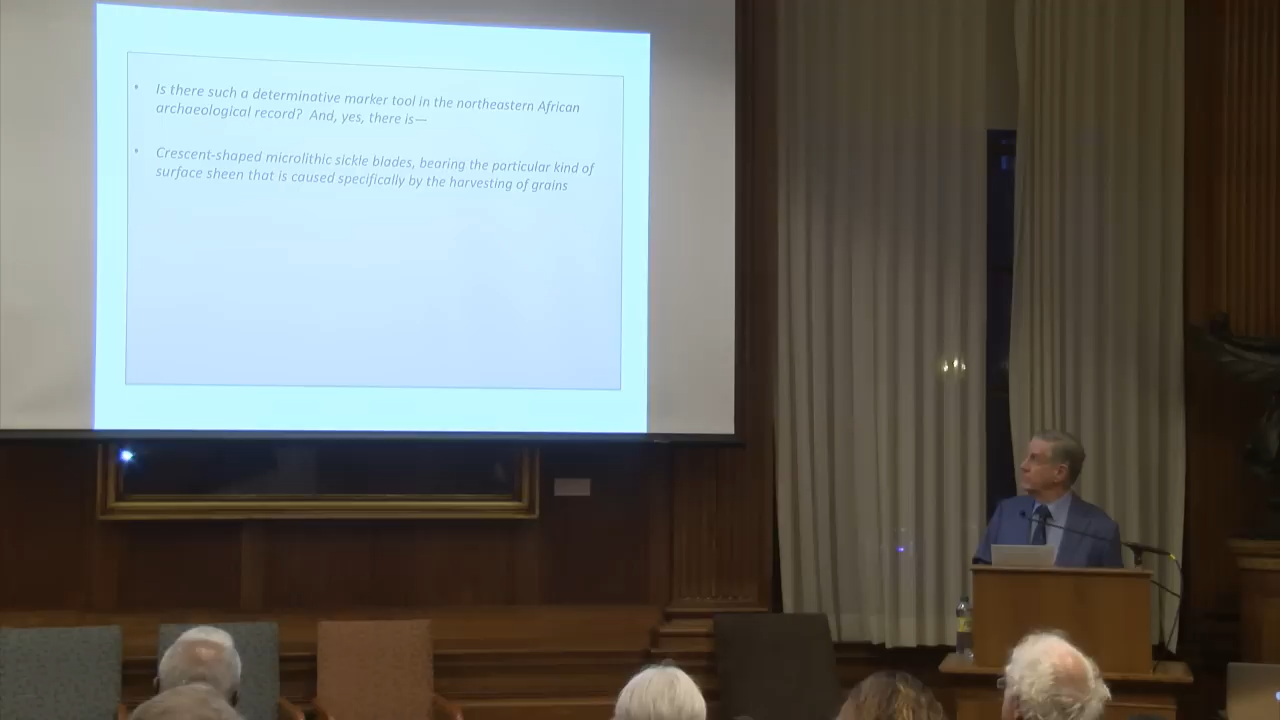 • Is there such a determinative marker tool in the northeastern African
archaeological record?  And, yes, there is—
• Crescent-shaped microlithic sickle blades, bearing the particular kind of
surface sheen that is caused specifically by the harvesting of grains